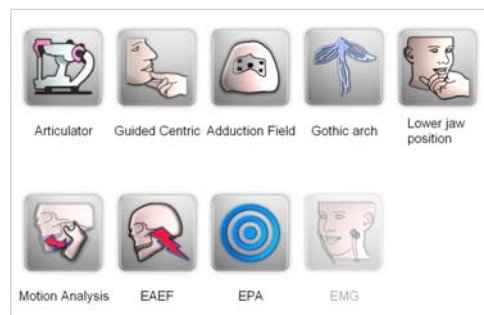 Articulator
Guided Centric
Adduction Field
Gothic arch
Lower jaw
position
Motion Analysis
EAEF
EPA
EMG